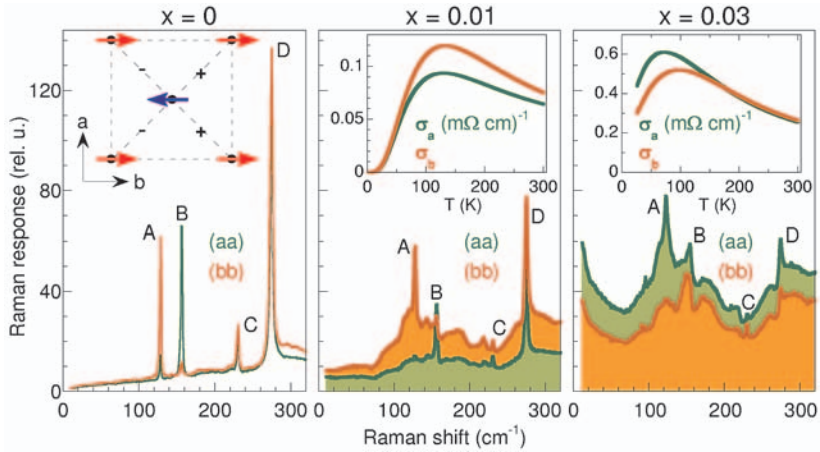 x = 0
x = 0.01
x = 0.03
Raman response (rel. u.)
120
80
40
0
a
b
-
+
-
+
A
B
C
D
(aa)
(bb)
0
100
200
300
0.1
0.05
0
σa (mΩ cm)-1
σb
0
100
200
300
T (K)
A
B
C
D
(aa)
(bb)
0
100
200
300
0.6
0.4
0.2
0
σa (mΩ cm)-1
σb
0
100
200
300
T (K)
A
B
C
D
(aa)
(bb)
0
100
200
300
Raman shift (cm-1)